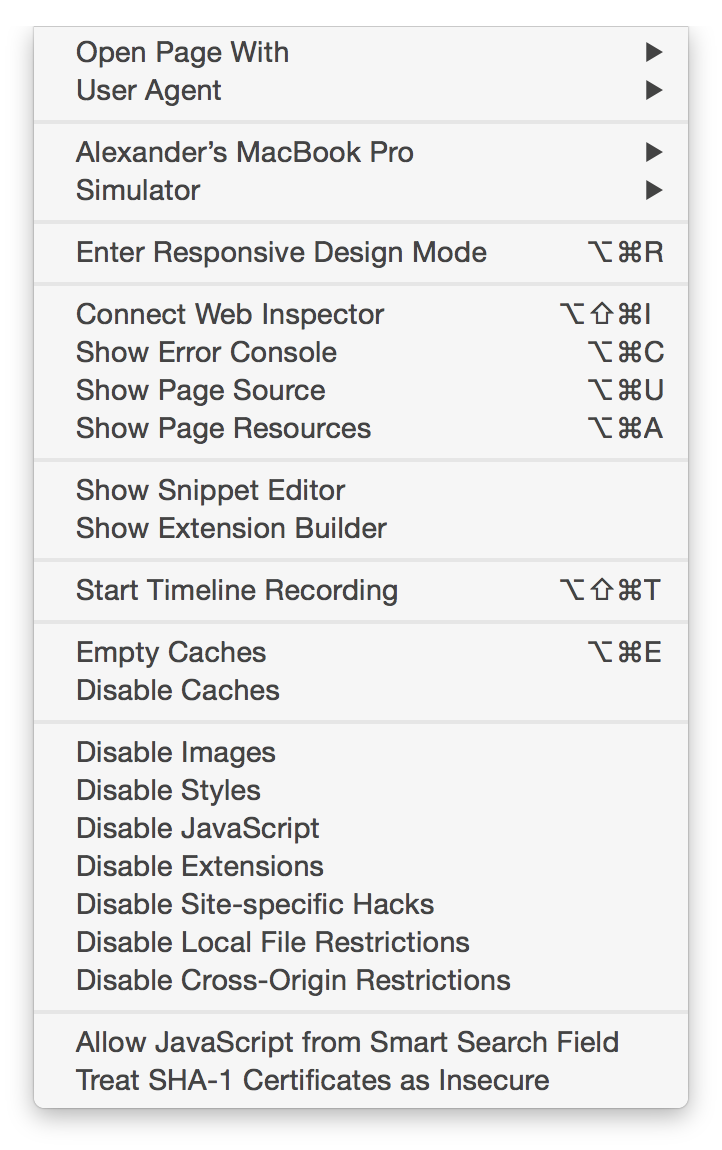 Open Page With ▶
User Agent ▶
Alexander’s MacBook Pro ▶
Simulator ▶
Enter Responsive Design Mode ⌥⌘R
Connect Web Inspector ⌥⇧⌘I
Show Error Console ⌥⌘C
Show Page Source ⌥⌘U
Show Page Resources ⌥⌘A
Show Snippet Editor
Show Extension Builder
Start Timeline Recording ⌥⇧⌘T
Empty Caches ⌥⌘E
Disable Caches
Disable Images
Disable Styles
Disable JavaScript
Disable Extensions
Disable Site-specific Hacks
Disable Local File Restrictions
Disable Cross-Origin Restrictions
Allow JavaScript from Smart Search Field
Treat SHA-1 Certificates as Insecure